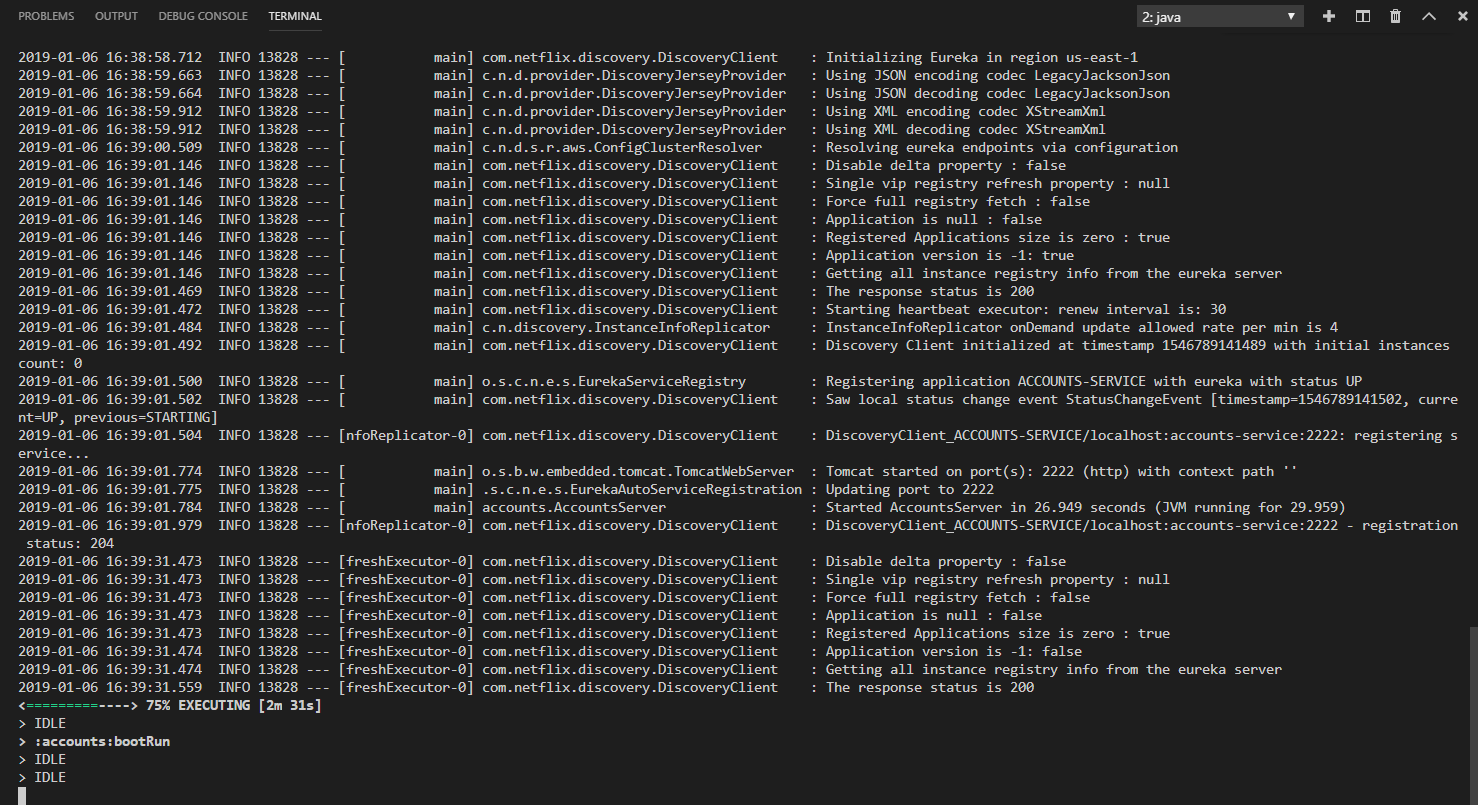 PROBLEMS OUTPUT DEBUG CONSOLE TERMINAL 2: java
2019-01-06 16:38:58.712  INFO 13828 --- [           main] com.netflix.discovery.DiscoveryClient    : Initializing Eureka in region us-east-1
2019-01-06 16:38:59.663  INFO 13828 --- [           main] c.n.d.provider.DiscoveryJerseyProvider   : Using JSON encoding codec LegacyJacksonJson
2019-01-06 16:38:59.664  INFO 13828 --- [           main] c.n.d.provider.DiscoveryJerseyProvider   : Using JSON decoding codec LegacyJacksonJson
2019-01-06 16:38:59.912  INFO 13828 --- [           main] c.n.d.provider.DiscoveryJerseyProvider   : Using XML encoding codec XStreamXml
2019-01-06 16:38:59.912  INFO 13828 --- [           main] c.n.d.provider.DiscoveryJerseyProvider   : Using XML decoding codec XStreamXml
2019-01-06 16:39:00.509  INFO 13828 --- [           main] c.n.d.s.r.aws.ConfigClusterResolver      : Resolving eureka endpoints via configuration
2019-01-06 16:39:01.146  INFO 13828 --- [           main] com.netflix.discovery.DiscoveryClient    : Disable delta property : false
2019-01-06 16:39:01.146  INFO 13828 --- [           main] com.netflix.discovery.DiscoveryClient    : Single vip registry refresh property : null
2019-01-06 16:39:01.146  INFO 13828 --- [           main] com.netflix.discovery.DiscoveryClient    : Force full registry fetch : false
2019-01-06 16:39:01.146  INFO 13828 --- [           main] com.netflix.discovery.DiscoveryClient    : Application is null : false
2019-01-06 16:39:01.146  INFO 13828 --- [           main] com.netflix.discovery.DiscoveryClient    : Registered Applications size is zero : true
2019-01-06 16:39:01.146  INFO 13828 --- [           main] com.netflix.discovery.DiscoveryClient    : Application version is -1: true
2019-01-06 16:39:01.146  INFO 13828 --- [           main] com.netflix.discovery.DiscoveryClient    : Getting all instance registry info from the eureka server
2019-01-06 16:39:01.469  INFO 13828 --- [           main] com.netflix.discovery.DiscoveryClient    : The response status is 200
2019-01-06 16:39:01.472  INFO 13828 --- [           main] com.netflix.discovery.DiscoveryClient    : Starting heartbeat executor: renew interval is: 30
2019-01-06 16:39:01.484  INFO 13828 --- [           main] c.n.discovery.InstanceInfoReplicator     : InstanceInfoReplicator onDemand update allowed rate per min is 4
2019-01-06 16:39:01.492  INFO 13828 --- [           main] com.netflix.discovery.DiscoveryClient    : Discovery Client initialized at timestamp 1546789141489 with initial instances
count: 0
2019-01-06 16:39:01.500  INFO 13828 --- [           main] o.s.c.n.e.s.EurekaServiceRegistry        : Registering application ACCOUNTS-SERVICE with eureka with status UP
2019-01-06 16:39:01.502  INFO 13828 --- [           main] com.netflix.discovery.DiscoveryClient    : Saw local status change event StatusChangeEvent [timestamp=1546789141502, curre
nt=UP, previous=STARTING]
2019-01-06 16:39:01.504  INFO 13828 --- [nfoReplicator-0] com.netflix.discovery.DiscoveryClient    : DiscoveryClient_ACCOUNTS-SERVICE/localhost:accounts-service:2222: registering s
ervice...
2019-01-06 16:39:01.774  INFO 13828 --- [           main] o.s.b.w.embedded.tomcat.TomcatWebServer  : Tomcat started on port(s): 2222 (http) with context path ''
2019-01-06 16:39:01.775  INFO 13828 --- [           main] .s.c.n.e.s.EurekaAutoServiceRegistration : Updating port to 2222
2019-01-06 16:39:01.784  INFO 13828 --- [           main] accounts.AccountsServer                  : Started AccountsServer in 26.949 seconds (JVM running for 29.959)
2019-01-06 16:39:01.979  INFO 13828 --- [nfoReplicator-0] com.netflix.discovery.DiscoveryClient    : DiscoveryClient_ACCOUNTS-SERVICE/localhost:accounts-service:2222 - registration
 status: 204
2019-01-06 16:39:31.473  INFO 13828 --- [freshExecutor-0] com.netflix.discovery.DiscoveryClient    : Disable delta property : false
2019-01-06 16:39:31.473  INFO 13828 --- [freshExecutor-0] com.netflix.discovery.DiscoveryClient    : Single vip registry refresh property : null
2019-01-06 16:39:31.473  INFO 13828 --- [freshExecutor-0] com.netflix.discovery.DiscoveryClient    : Force full registry fetch : false
2019-01-06 16:39:31.473  INFO 13828 --- [freshExecutor-0] com.netflix.discovery.DiscoveryClient    : Application is null : false
2019-01-06 16:39:31.473  INFO 13828 --- [freshExecutor-0] com.netflix.discovery.DiscoveryClient    : Registered Applications size is zero : true
2019-01-06 16:39:31.474  INFO 13828 --- [freshExecutor-0] com.netflix.discovery.DiscoveryClient    : Application version is -1: false
2019-01-06 16:39:31.474  INFO 13828 --- [freshExecutor-0] com.netflix.discovery.DiscoveryClient    : Getting all instance registry info from the eureka server
2019-01-06 16:39:31.559  INFO 13828 --- [freshExecutor-0] com.netflix.discovery.DiscoveryClient    : The response status is 200
<=========----> 75% EXECUTING [2m 31s]
> IDLE
> :accounts:bootRun
> IDLE
> IDLE